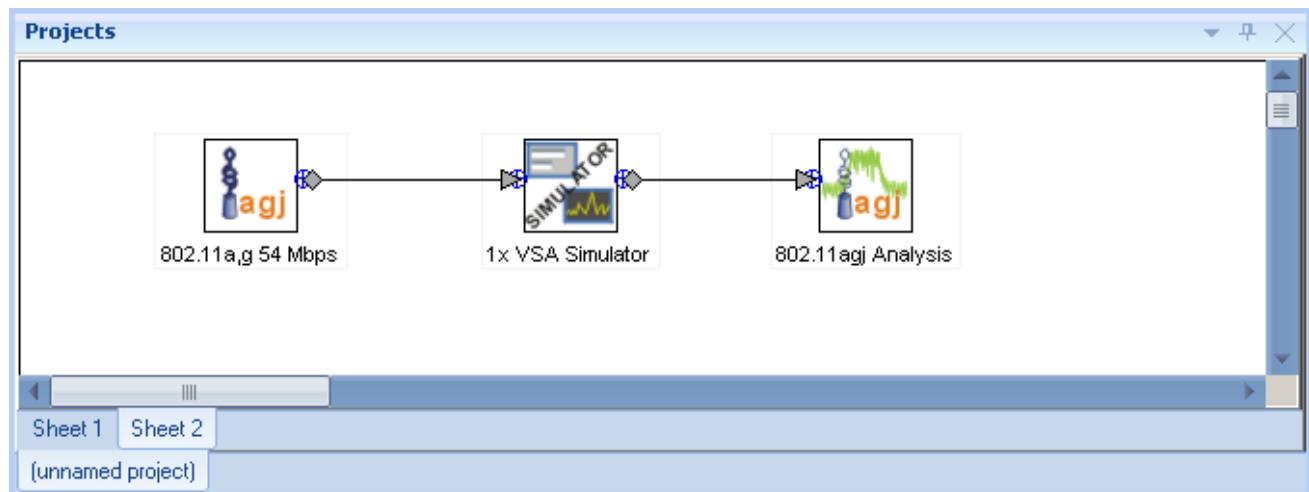 Projects
agj
SIMULATOR
agj
802.11a,g 54 Mbps
1x VSA Simulator
802.11agj Analysis
Sheet 1
Sheet 2
(unnamed project)